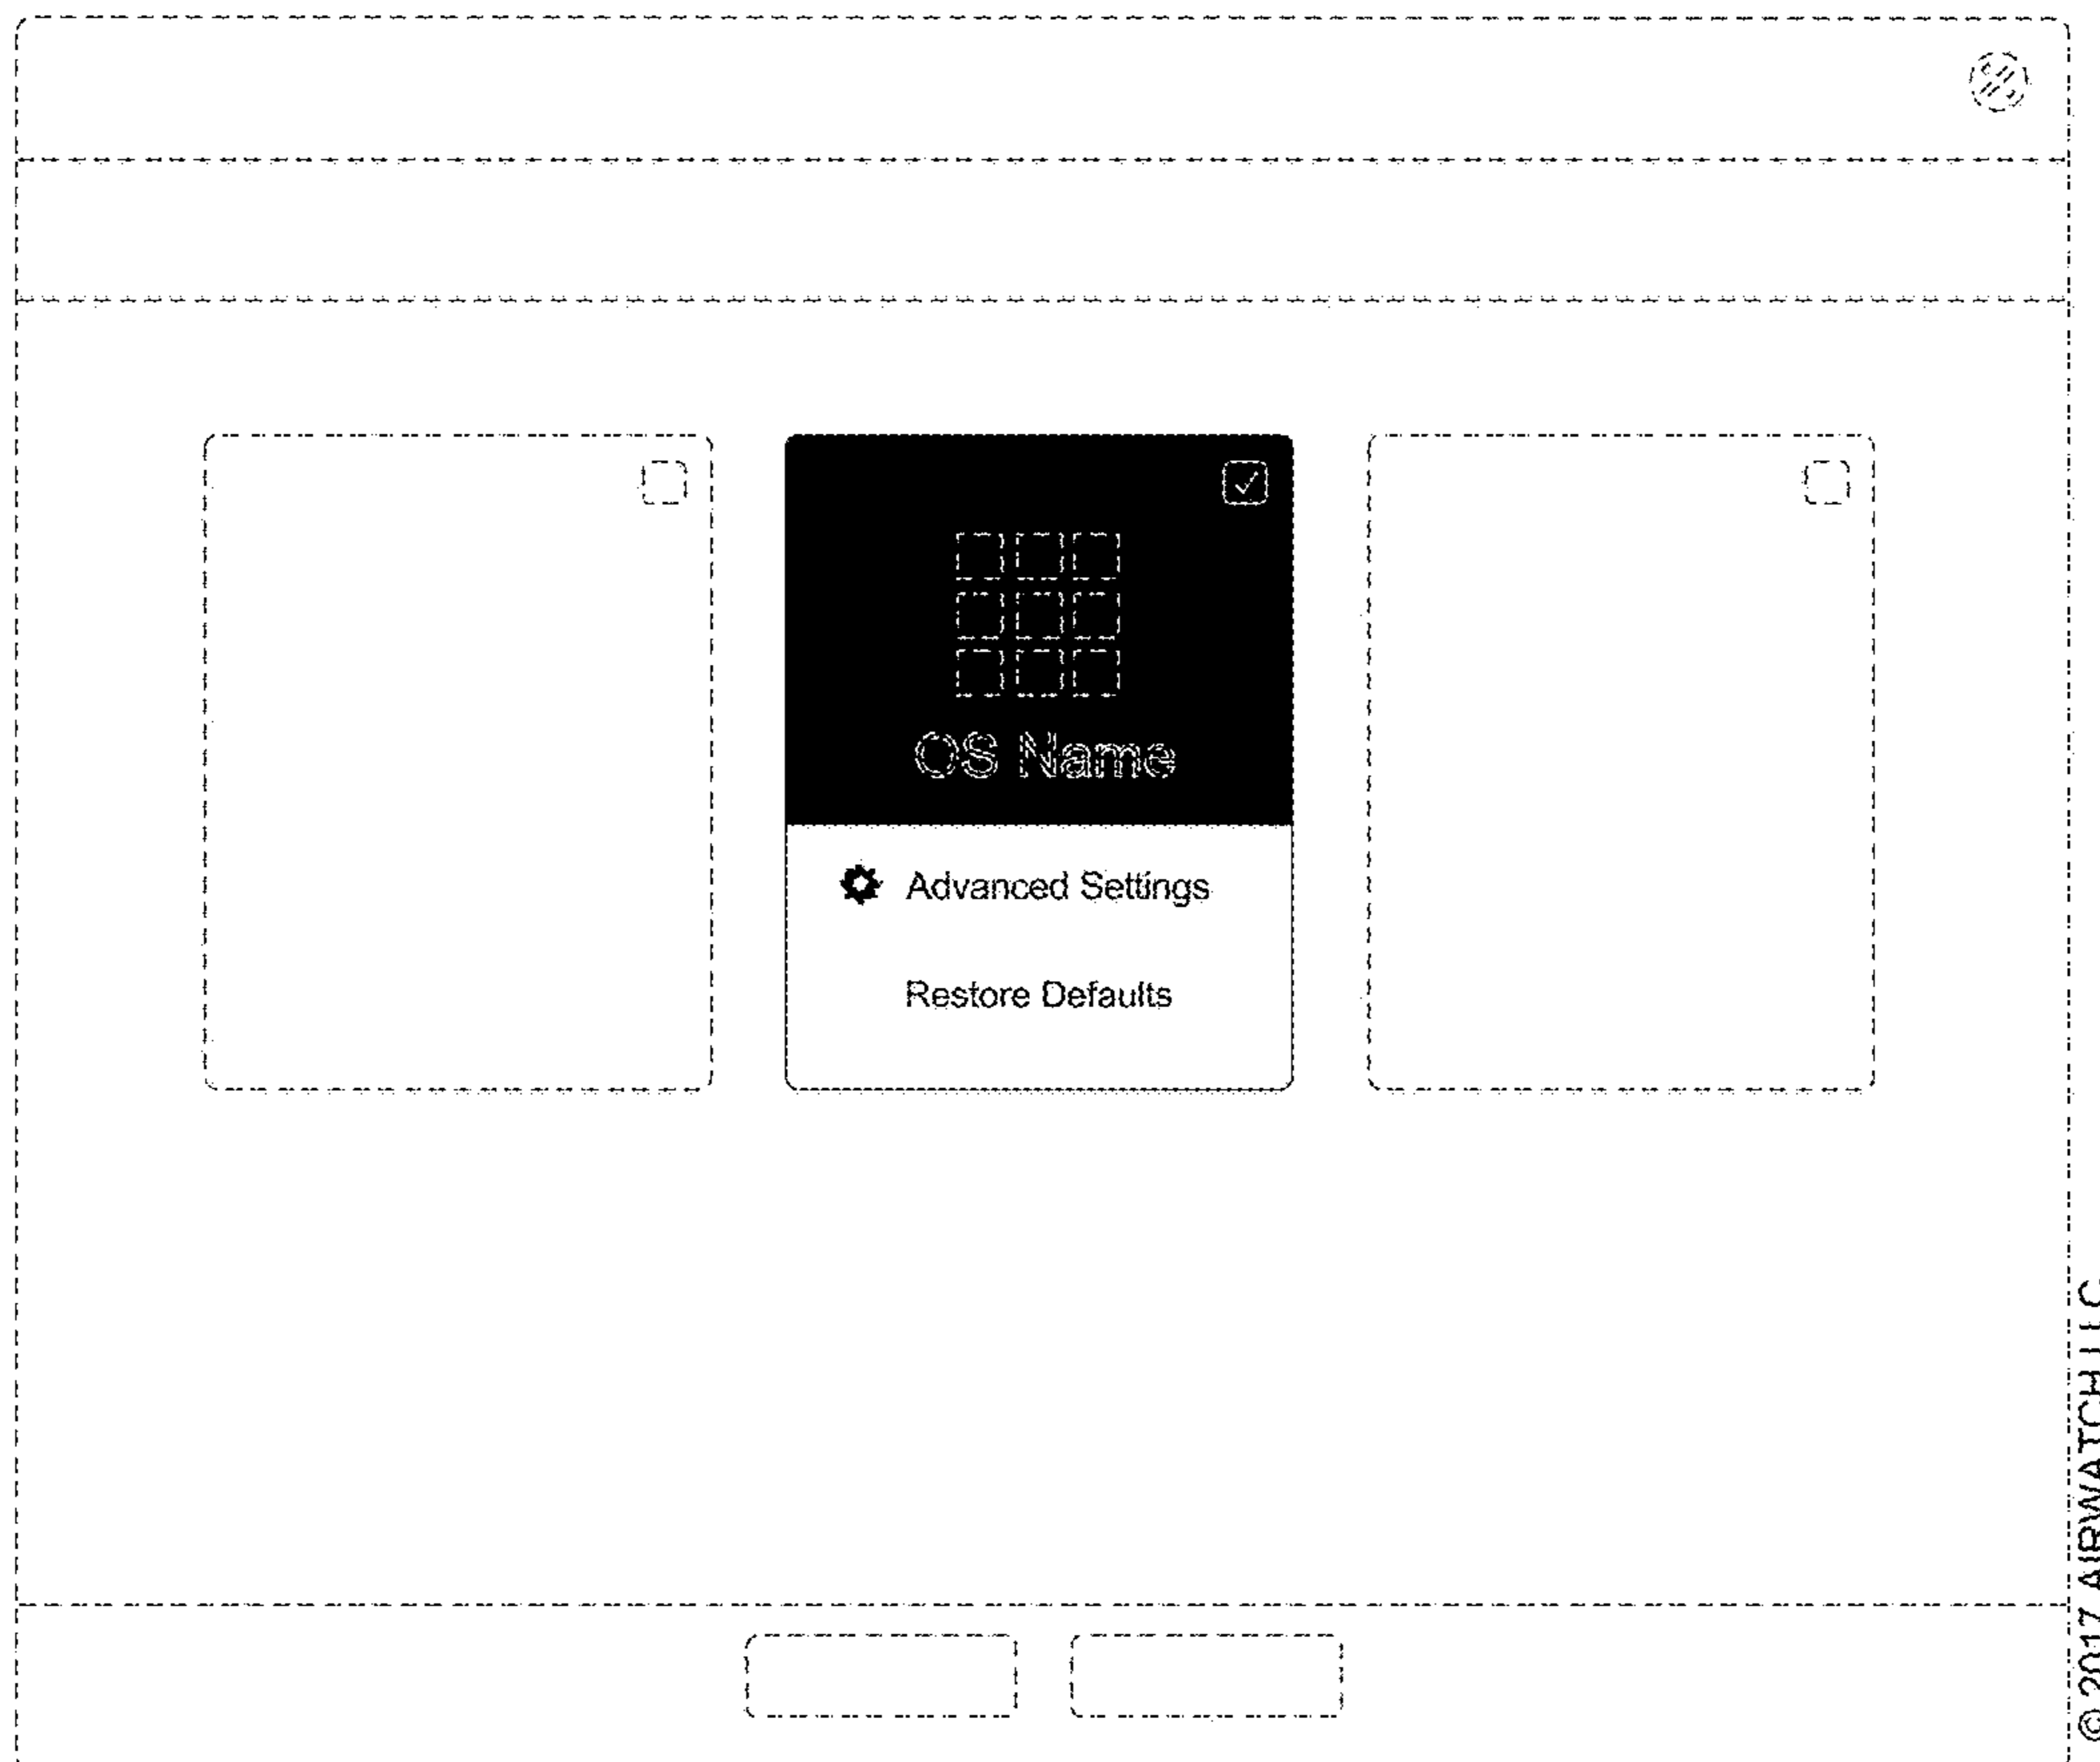 OS Name
Advanced Settings
Restore Defaults
© 2017 AIRWATCH LLC